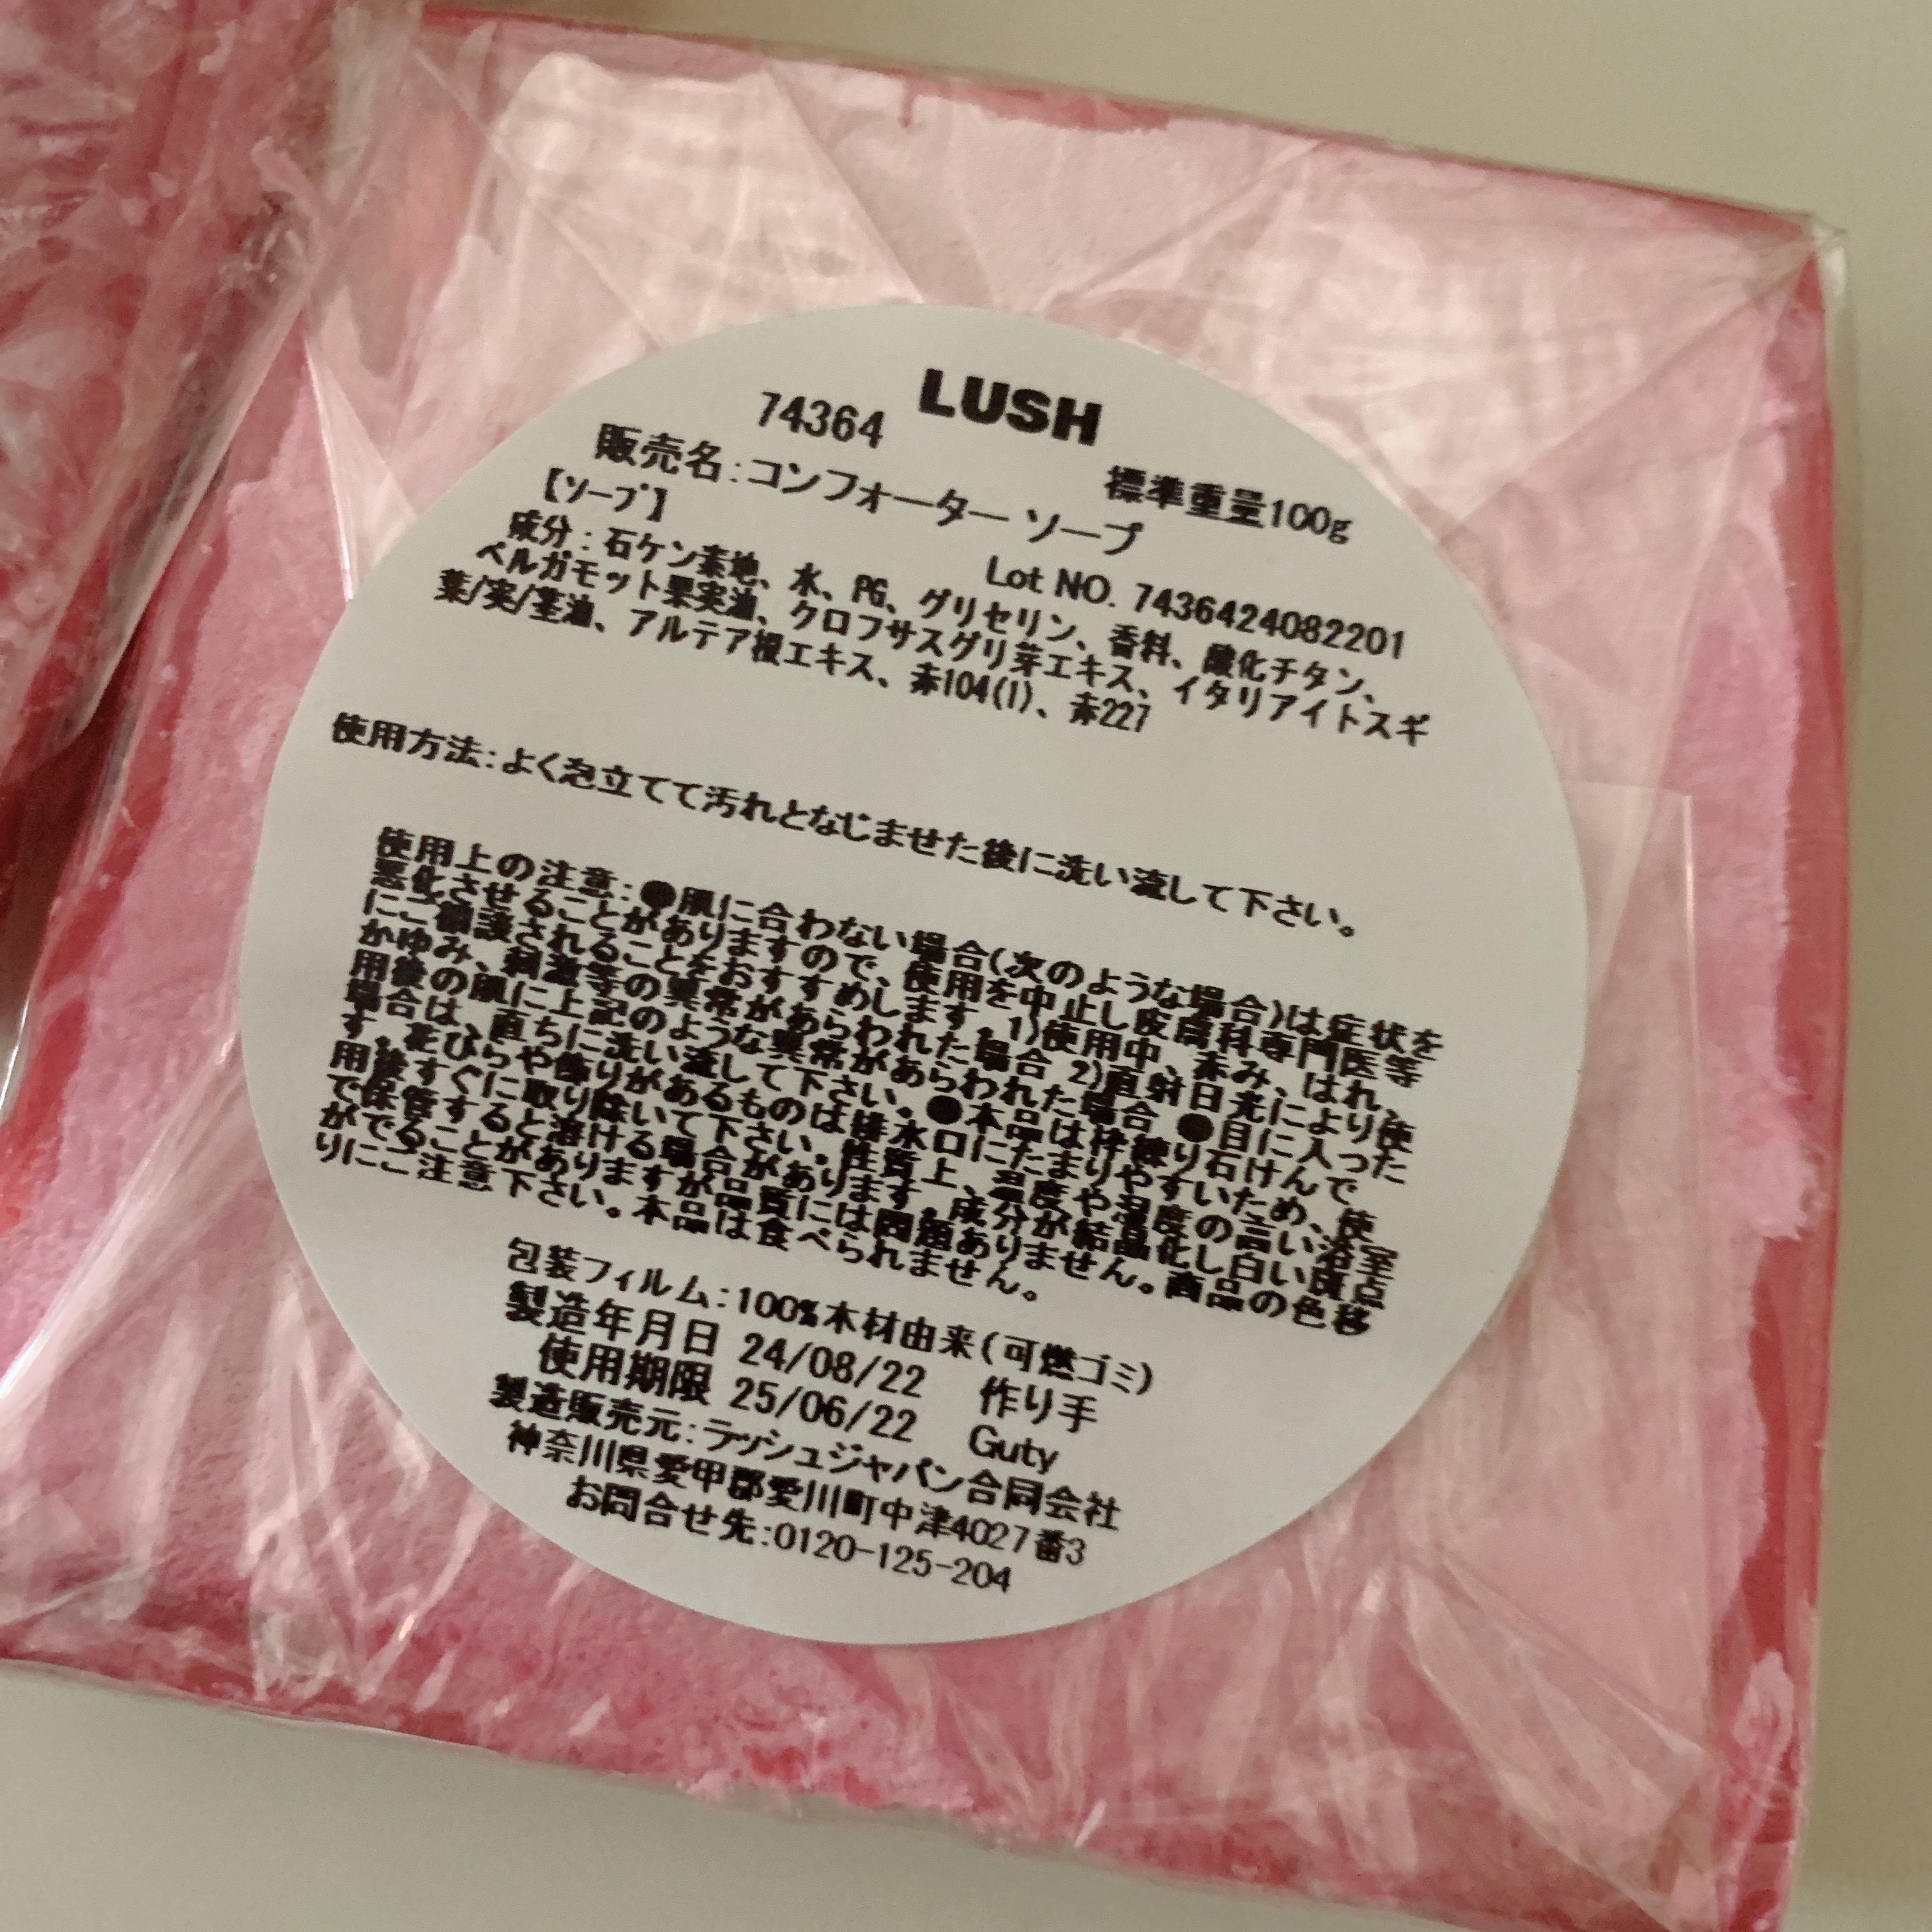 LUSH
74364
標準重量100g
販売名:コンフォーター ソープ
【ソープ】
Lot NO. 7436424082201
成分:石ケン素地、水、PG、グリセリン、香料、酸化チタン、
ベルガモット果実油、クロフサスグリ芽エキス、イタリアイトスギ
葉/実/茎油、アルテア根エキス、赤104(1)、赤227
使用方法:よく泡立てて汚れとなじませた後に洗い流して下さい。
使用上の注意:●肌に合わない場合(次のような場合)は症状を
悪化させることがありますので、使用を中止し皮膚科専門医等
にご相談されることをおすすめします。1)使用中、赤み、はれ、
かゆみ、刺激等の異常があらわれた場合 2)直射日光により使
用後の肌に上記のような異常があらわれた場合 ●目に入った
場合は、直ちに洗い流して下さい。●本品は枠練り石けんで
す。花びらや飾りがあるものは排水口にたまりやすいため、使
用後すぐに取り除いて下さい。性質上、温度や湿度の高い浴室
で保管すると溶ける場合があります。成分が結晶化し白い斑点
がでることがありますが品質には問題ありません。商品の色移
りにご注意下さい。本品は食べられません。
包装フィルム:100%木材由来(可燃ゴミ)
製造年月日 24/08/22 作り手
使用期限 25/06/22 Guty
製造販売元:ラッシュジャパン合同会社
神奈川県愛甲郡愛川町中津4027番3
お問合せ先:0120-125-204